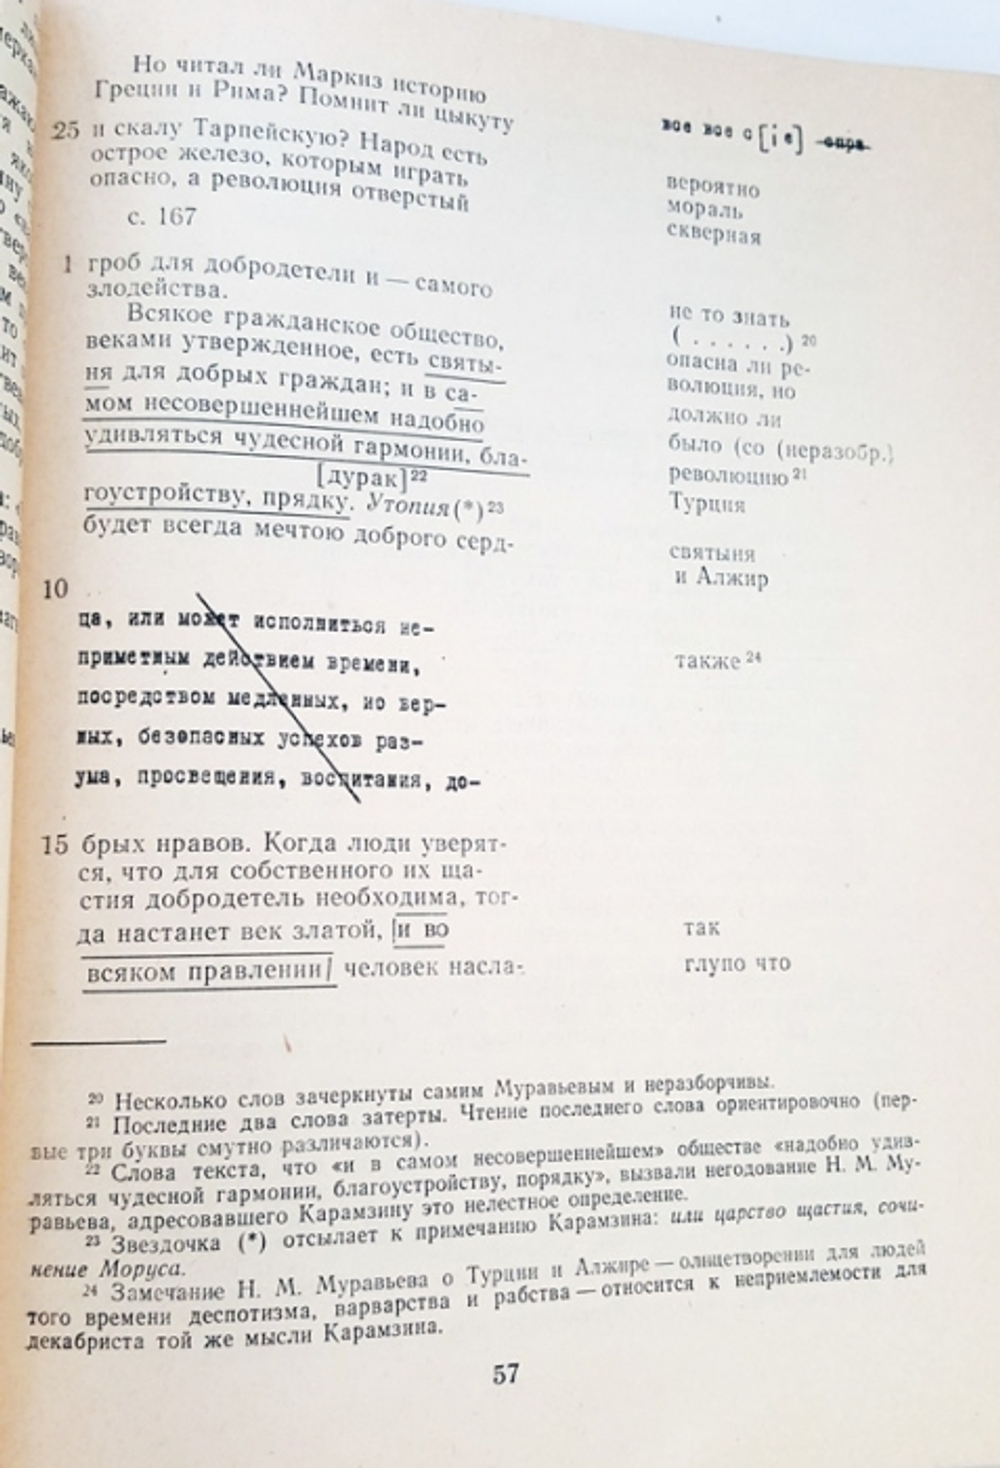 Но читал ли Маркиз историю
Греции и Рима? Помнит ли цыкуту
25 и скалу Тарпейскую? Народ есть
все все с [i e]
острое железо, которым играть
вероятно
опасно, а революция отверстый
мораль
с. 167
скверная
1 гроб для добродетели и — самого
злодейства.
не то знать
Всякое гражданское общество,
( . . . . . .) 20
веками утвержденное, есть святы-
опасна ли ре-
ня для добрых граждан; и в са-
волюция, но
мом несовершеннейшем надобно
должно ли
удивляться чудесной гармонии, бла-
было (со (неразобр.)
[дурак]22
революцию 21
гоустройству, прядку. Утопия (*) 23
Турция
будет всегда мечтою доброго серд-
святыня
и Алжир
10
ца, или может исполниться не-
приметным действием времени,
также 24
посредством медленных, но вер-
ных, безопасных успехов раз-
ума, просвещения, воспитания, до-
15 брых нравов. Когда люди уверят-
ся, что для собственного их ща-
стия добродетель необходима, тог-
да настанет век златой, |и во
так
всяком правлении| человек насла-
глупо что
20 Несколько слов зачеркнуты самим Муравьевым и неразборчивы.
21 Последние два слова затерты. Чтение последнего слова ориентировочно (пер-
вые три буквы смутно различаются).
22 Слова текста, что «и в самом несовершеннейшем» обществе «надобно удив-
ляться чудесной гармонии, благоустройству, порядку», вызвали негодование Н. М. Му-
равьева, адресовавшего Карамзину это нелестное определение.
23 Звездочка (*) отсылает к примечанию Карамзина: или царство щастия, сочи-
нение Моруса.
24 Замечание Н. М. Муравьева о Турции и Алжире — олицетворении для людей
того времени деспотизма, варварства и рабства — относится к неприемлемости для
декабриста той же мысли Карамзина.
57